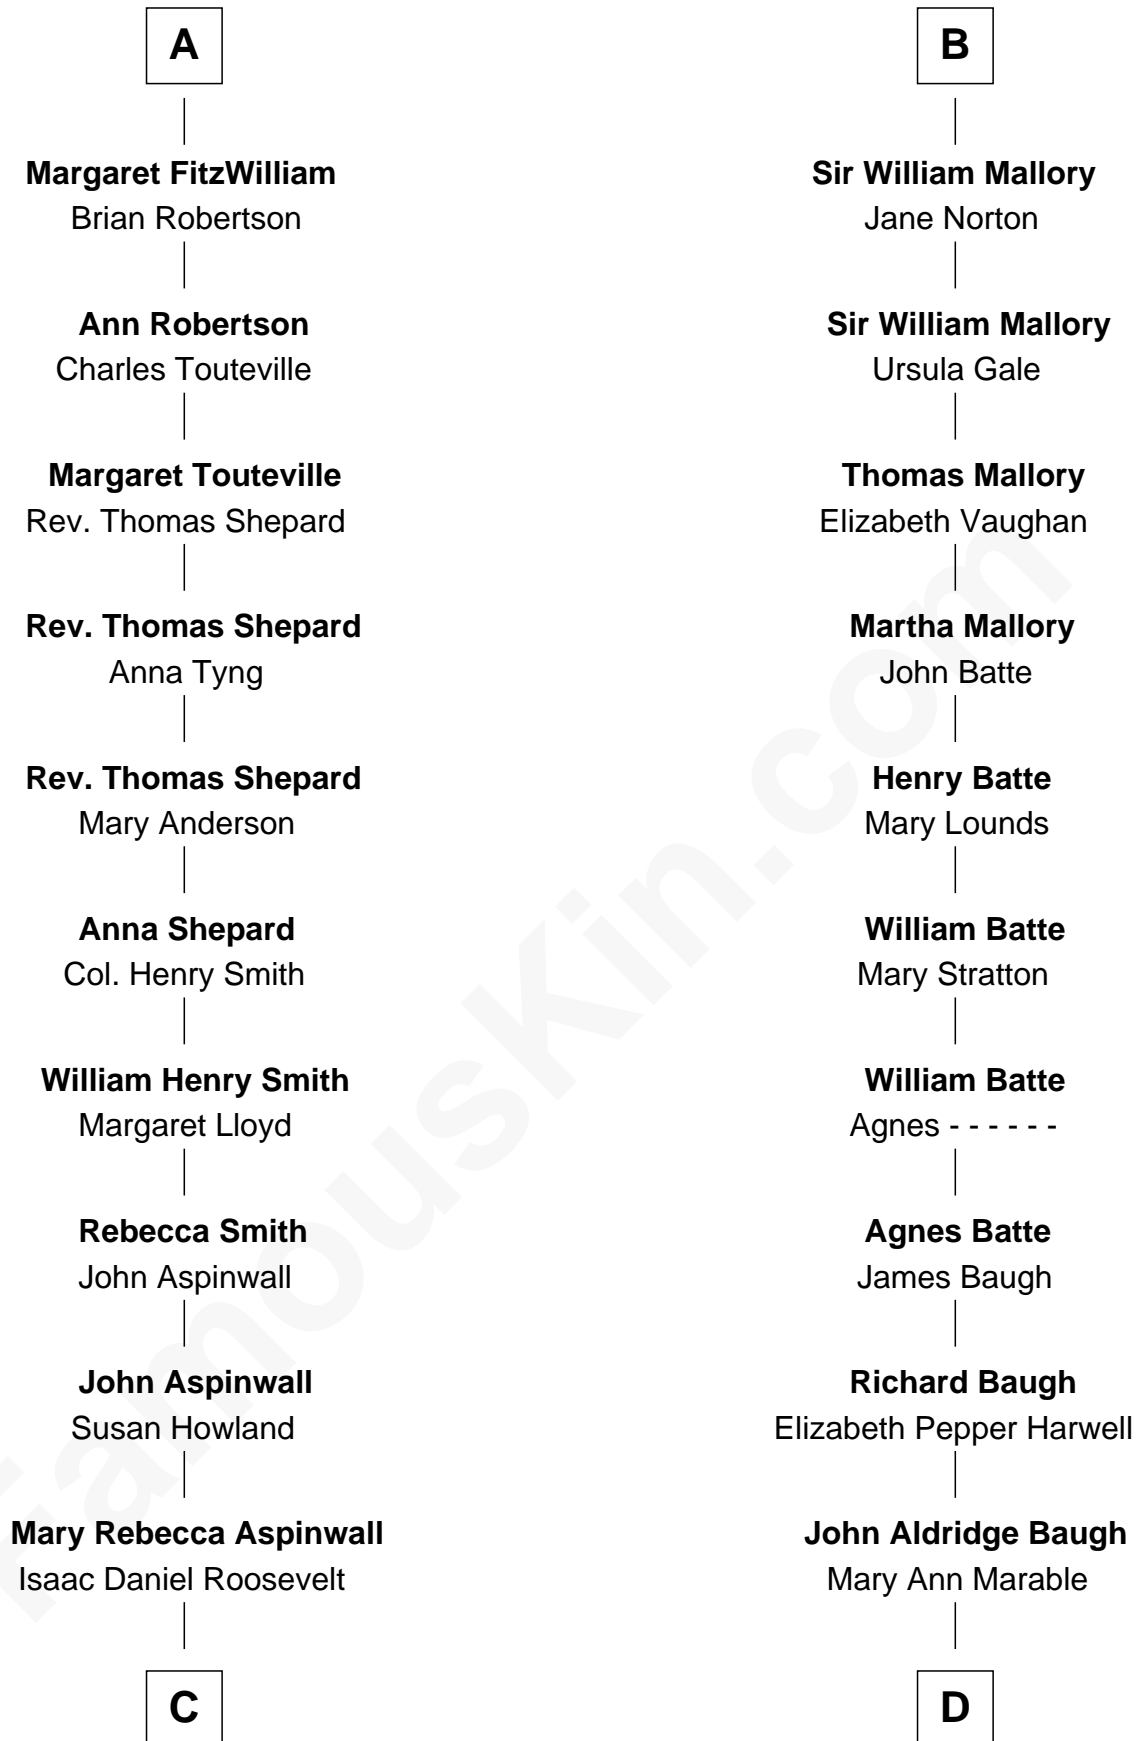 A
Margaret FitzWilliam
Brian Robertson
Ann Robertson
Charles Touteville
Margaret Touteville
Rev. Thomas Shepard
Rev. Thomas Shepard
Anna Tyng
Rev. Thomas Shepard
Mary Anderson
Anna Shepard
Col. Henry Smith
William Henry Smith
Margaret Lloyd
Rebecca Smith
John Aspinwall
John Aspinwall
Susan Howland
Mary Rebecca Aspinwall
Isaac Daniel Roosevelt
C
B
Sir William Mallory
Jane Norton
Sir William Mallory
Ursula Gale
Thomas Mallory
Elizabeth Vaughan
Martha Mallory
John Batte
Henry Batte
Mary Lounds
William Batte
Mary Stratton
William Batte
Agnes - - - - - -
Agnes Batte
James Baugh
Richard Baugh
Elizabeth Pepper Harwell
John Aldridge Baugh
Mary Ann Marable
D
FamousKin.com